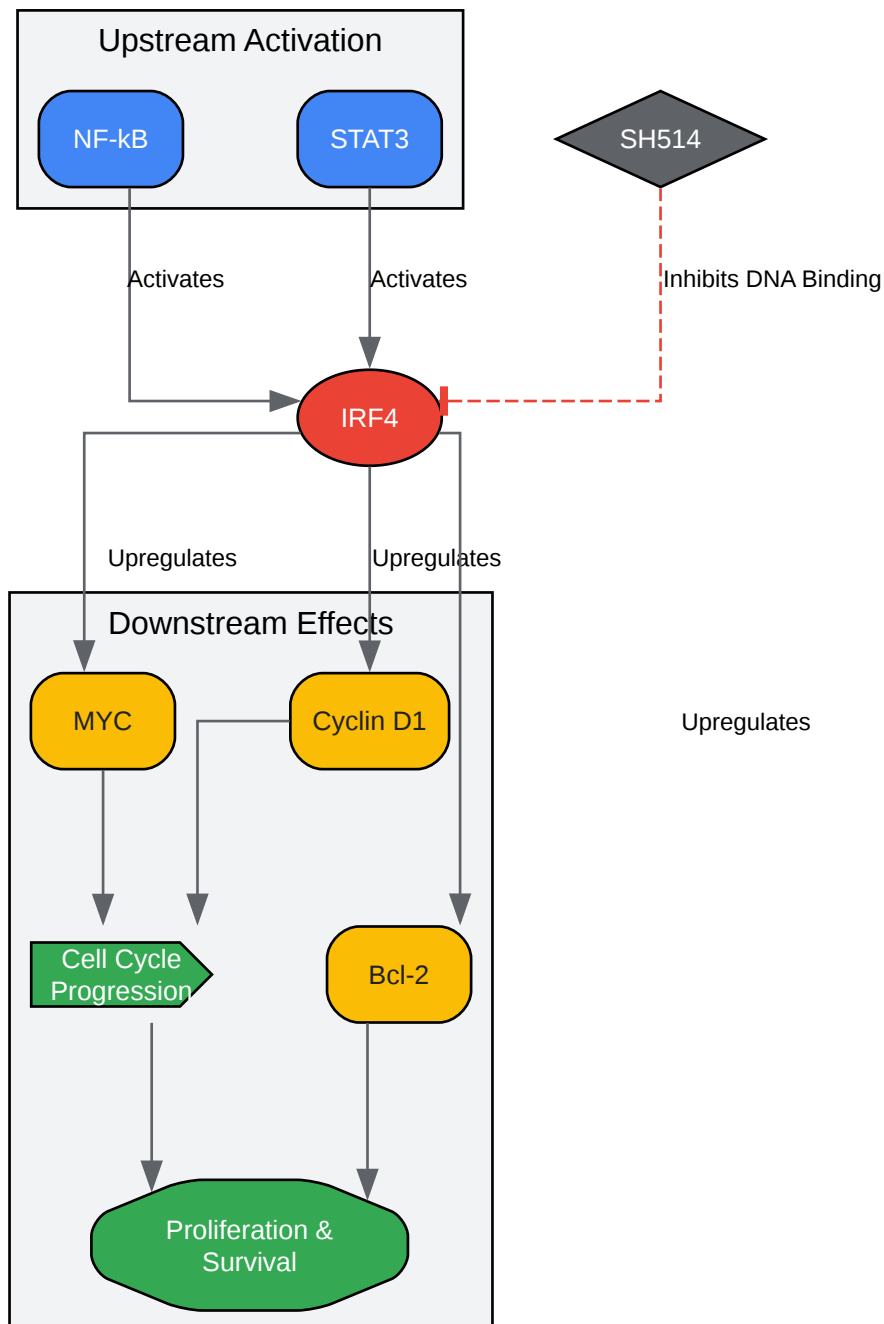 Upstream Activation
NF-kB
STAT3
SH514
Activates
Activates
Inhibits DNA Binding
IRF4
Upregulates
Upregulates
Downstream Effects
MYC
Cyclin D1
Upregulates
Cell Cycle
Progression
Bcl-2
Proliferation &
Survival